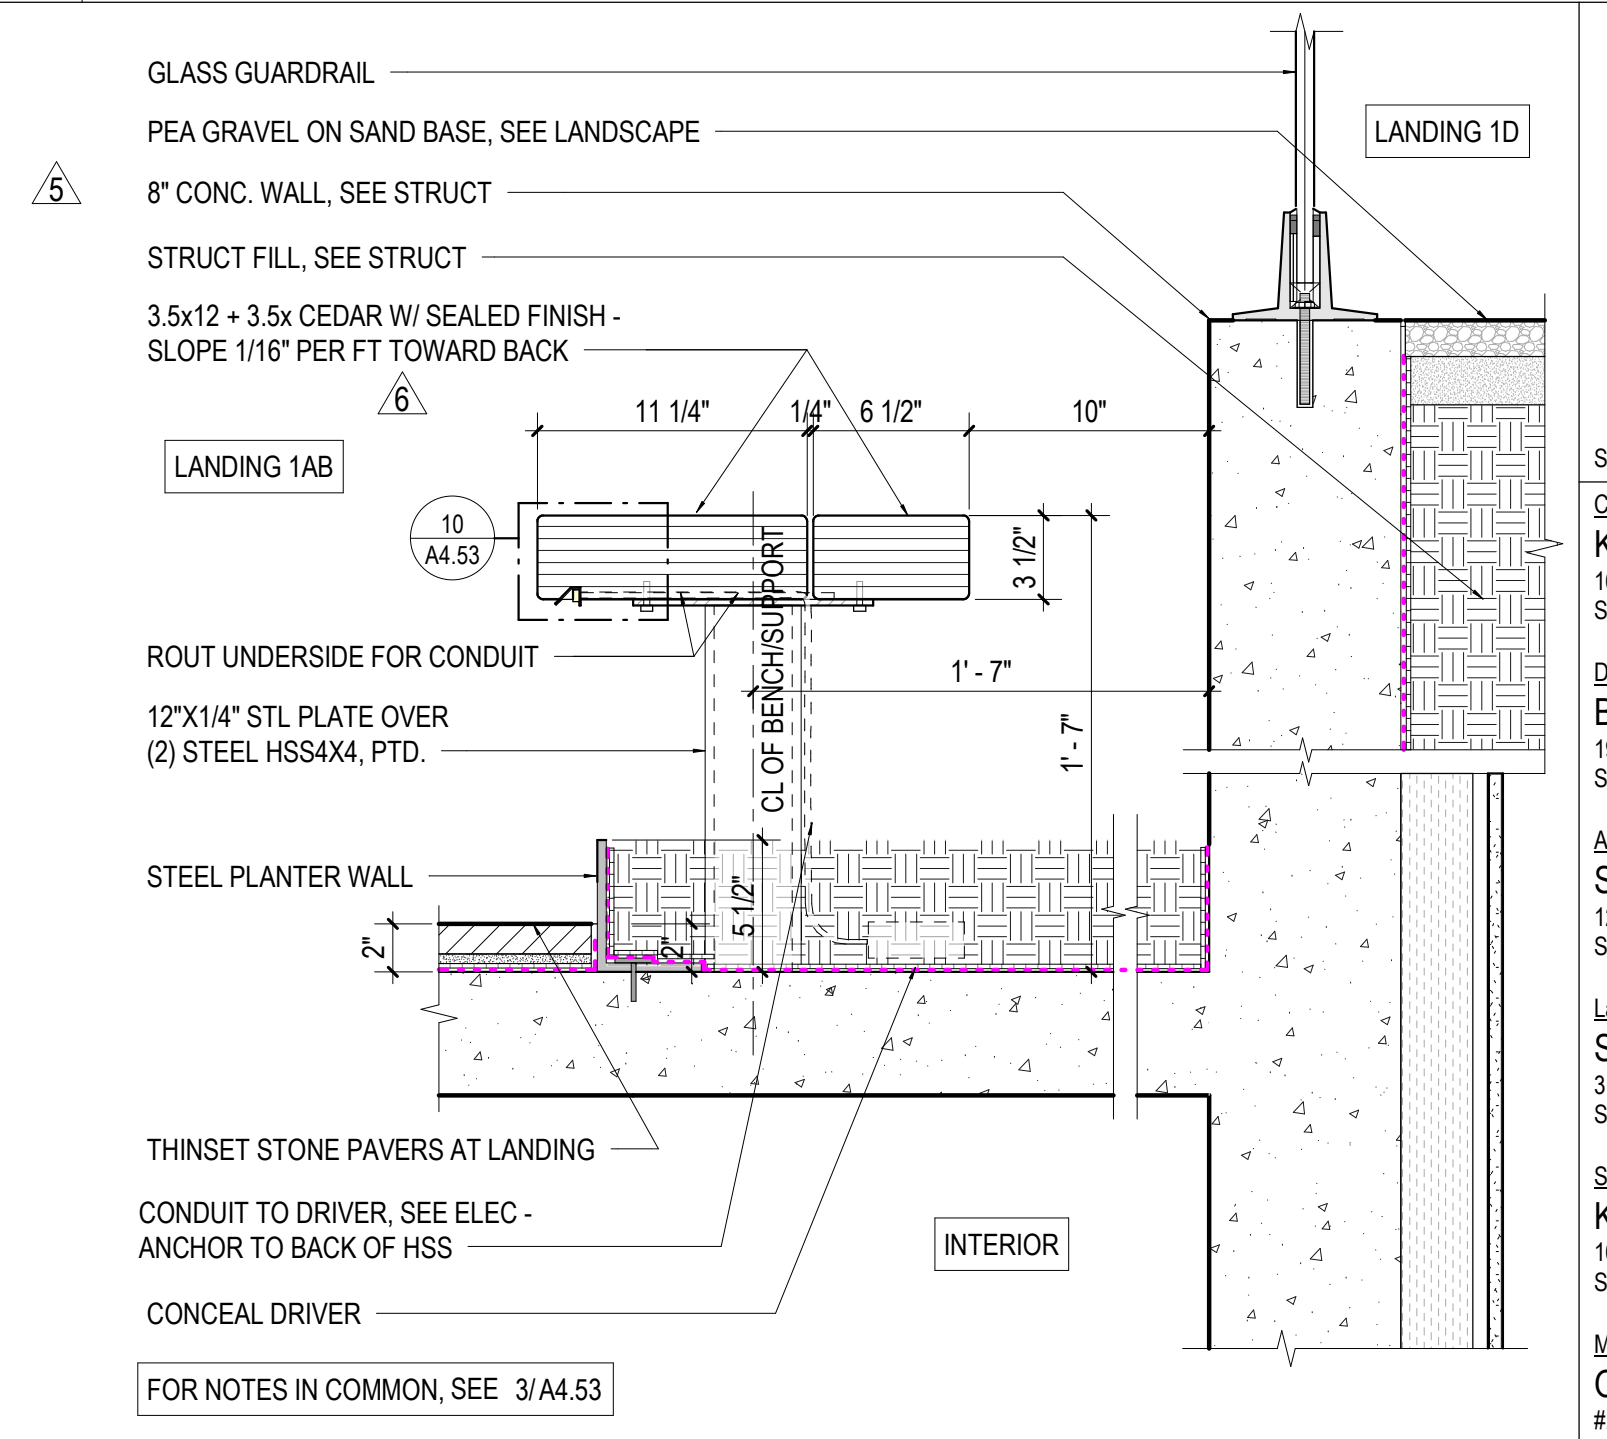 GLASS GUARDRAIL
LANDING 1D
PEA GRAVEL ON SAND BASE, SEE LANDSCAPE
5
8" CONC. WALL, SEE STRUCT
STRUCT FILL, SEE STRUCT
3.5x12 + 3.5x CEDAR W/ SEALED FINISH -
SLOPE 1/16" PER FT TOWARD BACK
6
11 1/4"
1/4"
6 1/2"
10"
LANDING 1AB
10
A4.53
3 1/2"
CL OF BENCH/SUPPORT
ROUT UNDERSIDE FOR CONDUIT
1' - 7"
12"X1/4" STL PLATE OVER
(2) STEEL HSS4X4, PTD.
1' - 7"
STEEL PLANTER WALL
5 1/2"
2"
2"
THINSET STONE PAVERS AT LANDING
CONDUIT TO DRIVER, SEE ELEC -
ANCHOR TO BACK OF HSS
INTERIOR
CONCEAL DRIVER
FOR NOTES IN COMMON, SEE 3/ A4.53